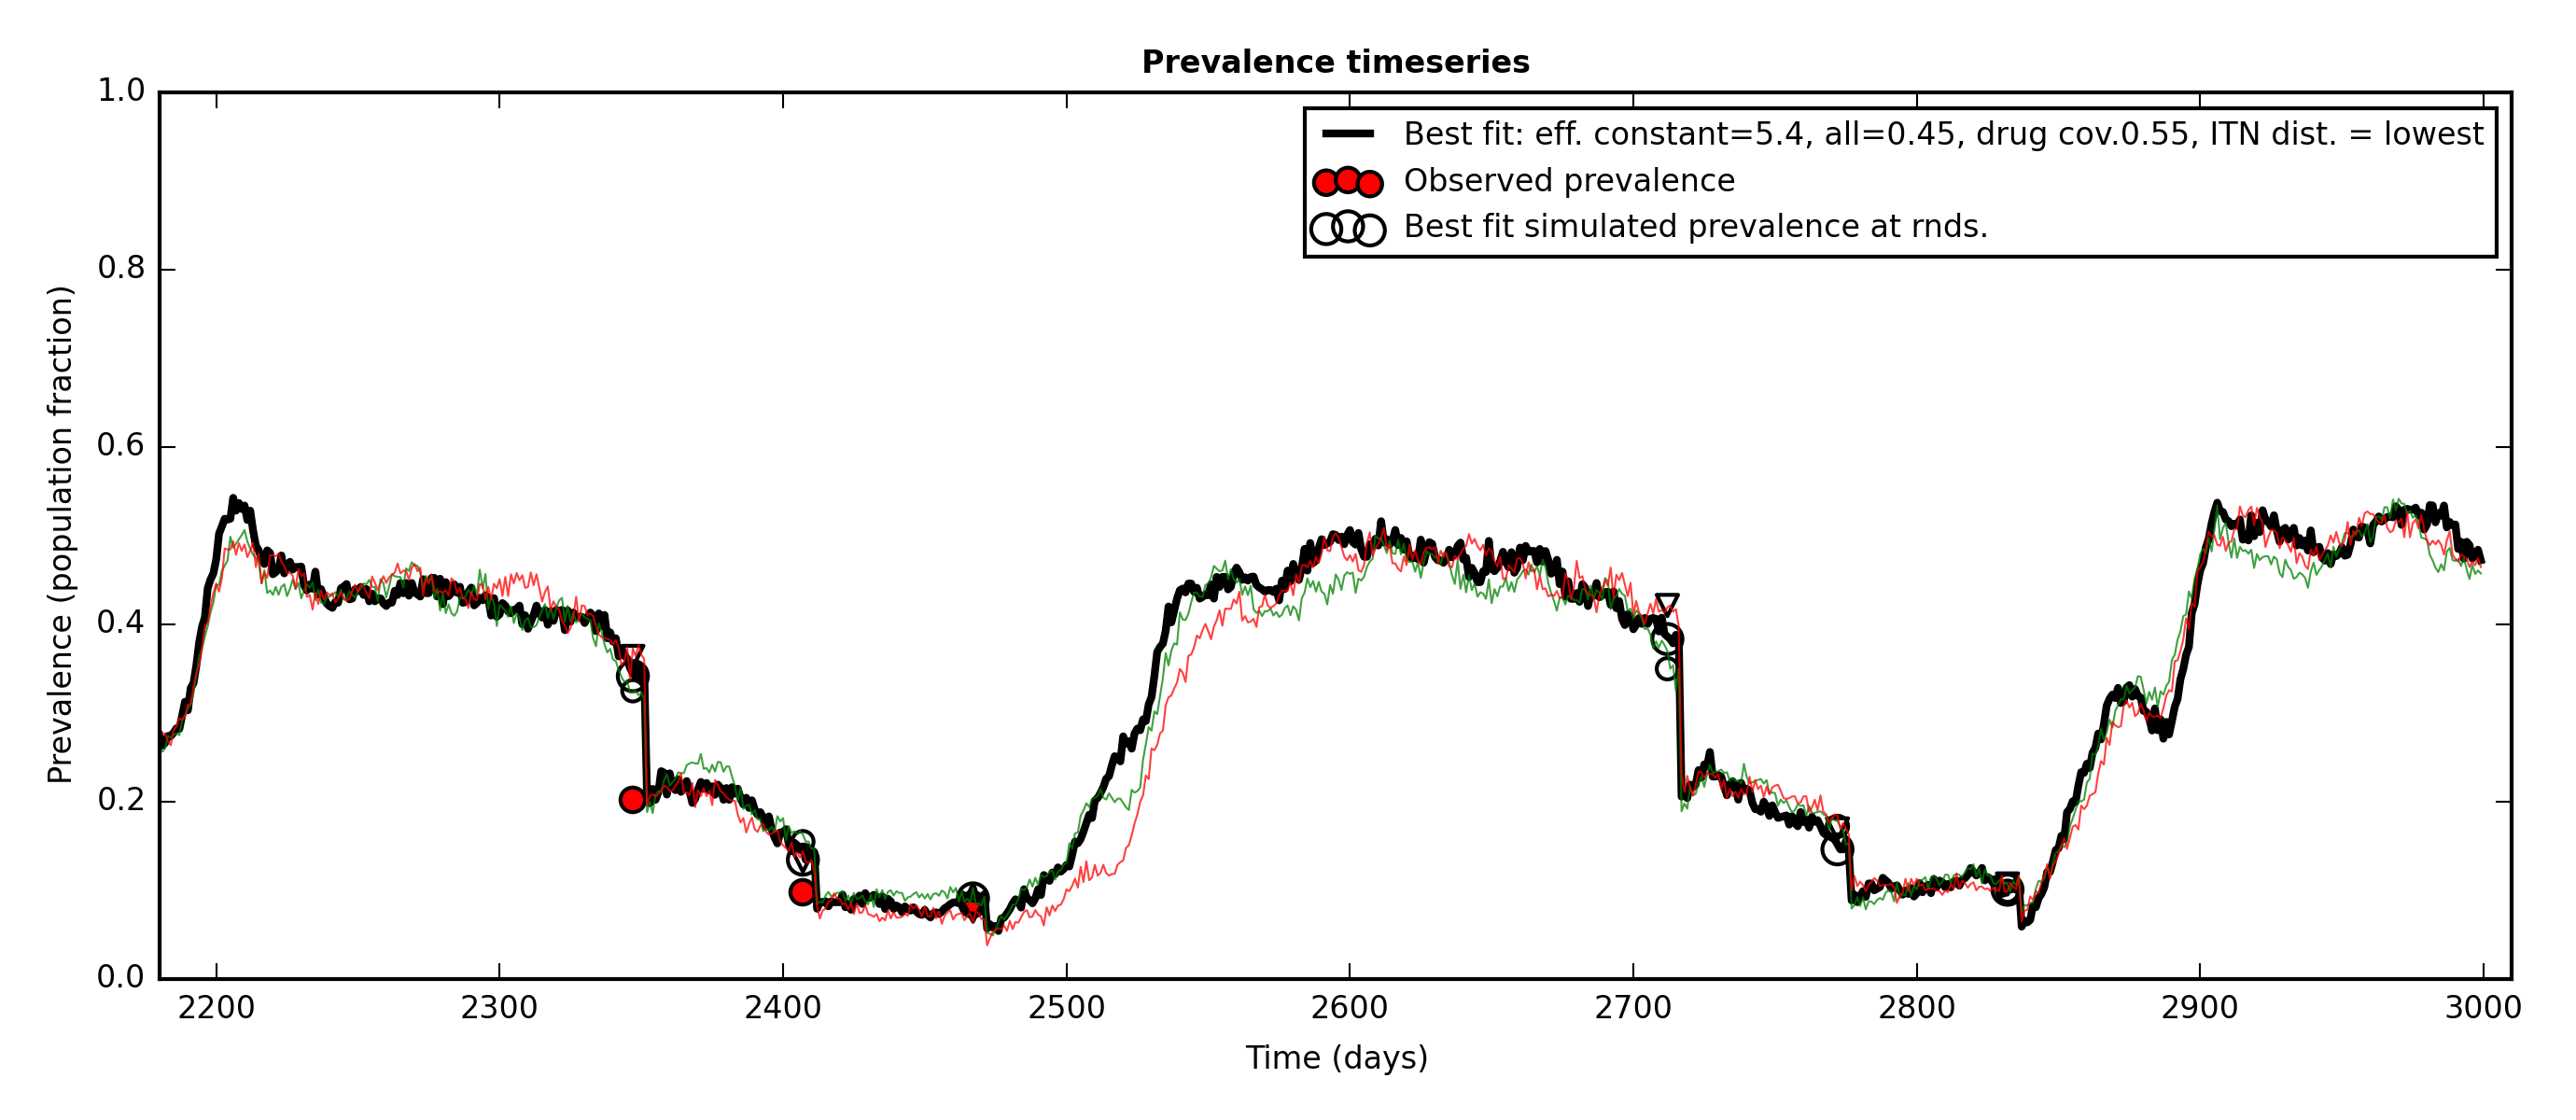 Prevalence timeseries
Best fit: eff. constant=5.4, all=0.45, drug cov.0.55, ITN dist. = lowest
Observed prevalence
Best fit simulated prevalence at rnds.
Prevalence (population fraction)
1.0
0.8
0.6
0.4
0.2
0.0
2200 2300 2400 2500 2600 2700 2800 2900 3000
Time (days)